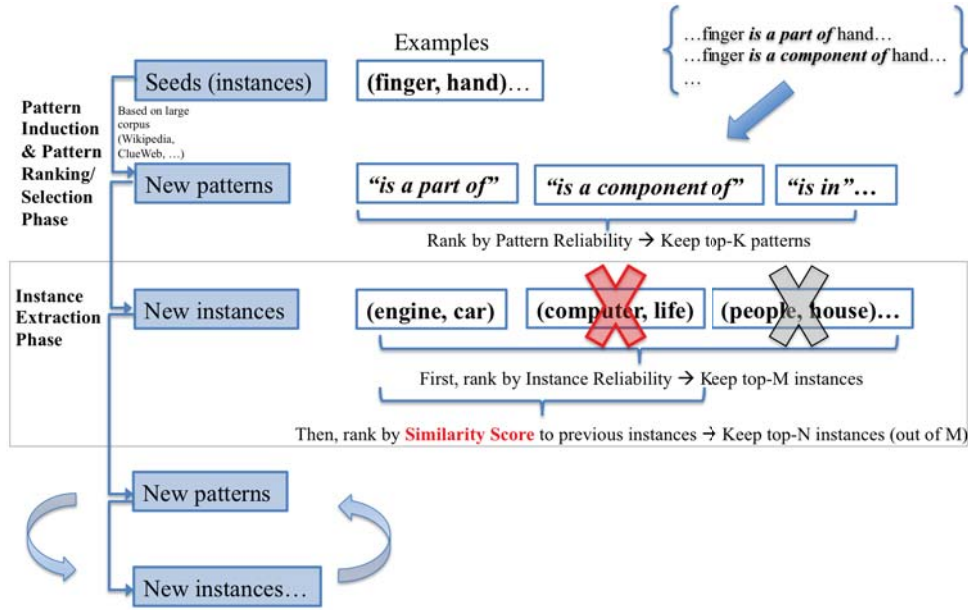 Examples
…finger is a part of hand…
…finger is a component of hand…
…
Seeds (instances)
(finger, hand)…
Pattern
Induction
& Pattern
Ranking/
Selection
Phase
Based on large
corpus
(Wikipedia,
ClueWeb, …)
New patterns
“is a part of”
“is a component of”
“is in”…
Rank by Pattern Reliability → Keep top-K patterns
Instance
Extraction
Phase
New instances
(engine, car)
(computer, life)
(people, house)…
First, rank by Instance Reliability → Keep top-M instances
Then, rank by Similarity Score to previous instances → Keep top-N instances (out of M)
New patterns
New instances…